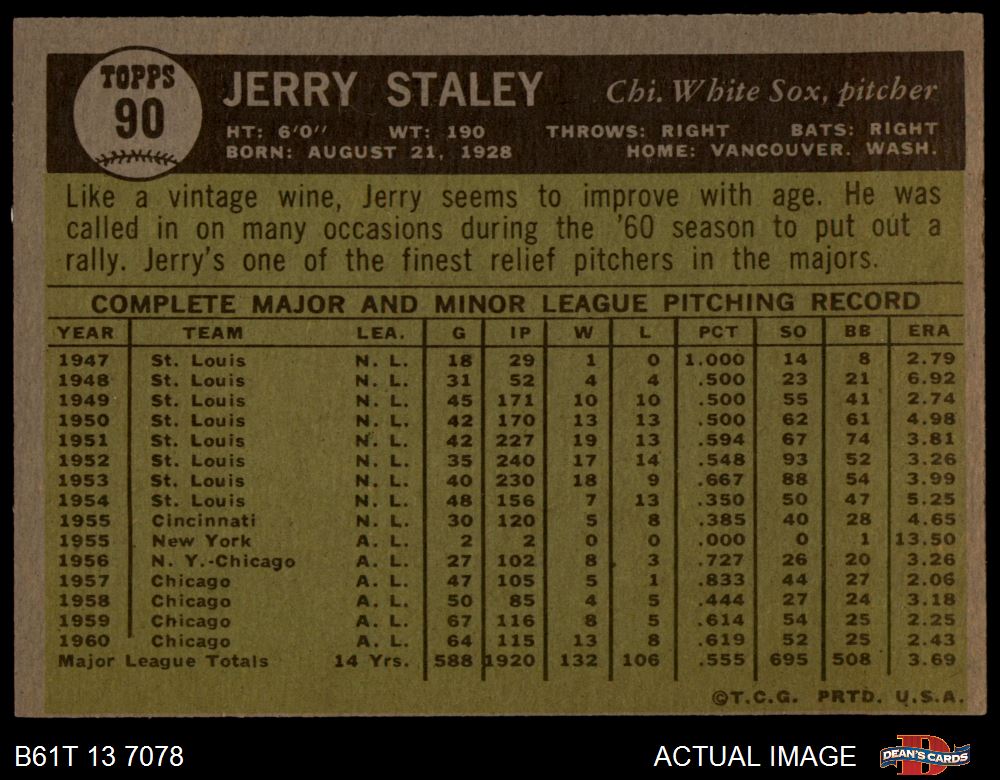 TOPPS
90
JERRY STALEY Chi. White Sox, pitcher
HT: 6'0" WT: 190 THROWS: RIGHT BATS: RIGHT
BORN: AUGUST 21, 1928 HOME: VANCOUVER. WASH.
Like a vintage wine, Jerry seems to improve with age. He was
called in on many occasions during the '60 season to put out a
rally. Jerry's one of the finest relief pitchers in the majors.
COMPLETE MAJOR AND MINOR LEAGUE PITCHING RECORD
YEAR TEAM LEA. G IP W L PCT SO BB ERA
1947 St. Louis N. L. 18 29 1 0 1.000 14 8 2.79
1948 St. Louis N. L. 31 52 4 4 .500 23 21 6.92
1949 St. Louis N. L. 45 171 10 10 .500 55 41 2.74
1950 St. Louis N. L. 42 170 13 13 .500 62 61 4.98
1951 St. Louis N. L. 42 227 19 13 .594 67 74 3.81
1952 St. Louis N. L. 35 240 17 14 .548 93 52 3.26
1953 St. Louis N. L. 40 230 18 9 .667 88 54 3.99
1954 St. Louis N. L. 48 156 7 13 .350 50 47 5.25
1955 Cincinnati N. L. 30 120 5 8 .385 40 28 4.65
1955 New York A. L. 2 2 0 0 .000 0 1 13.50
1956 N. Y.-Chicago A. L. 27 102 8 3 .727 26 20 3.26
1957 Chicago A. L. 47 105 5 1 .833 44 27 2.06
1958 Chicago A. L. 50 85 4 5 .444 27 24 3.18
1959 Chicago A. L. 67 116 8 5 .614 54 25 2.25
1960 Chicago A. L. 64 115 13 8 .619 52 25 2.43
Major League Totals 14 Yrs. 588 1920 132 106 .555 695 508 3.69
©T.C.G. PRTD. U.S.A.
B61T 13 7078 ACTUAL IMAGE DEAN'S CARDS